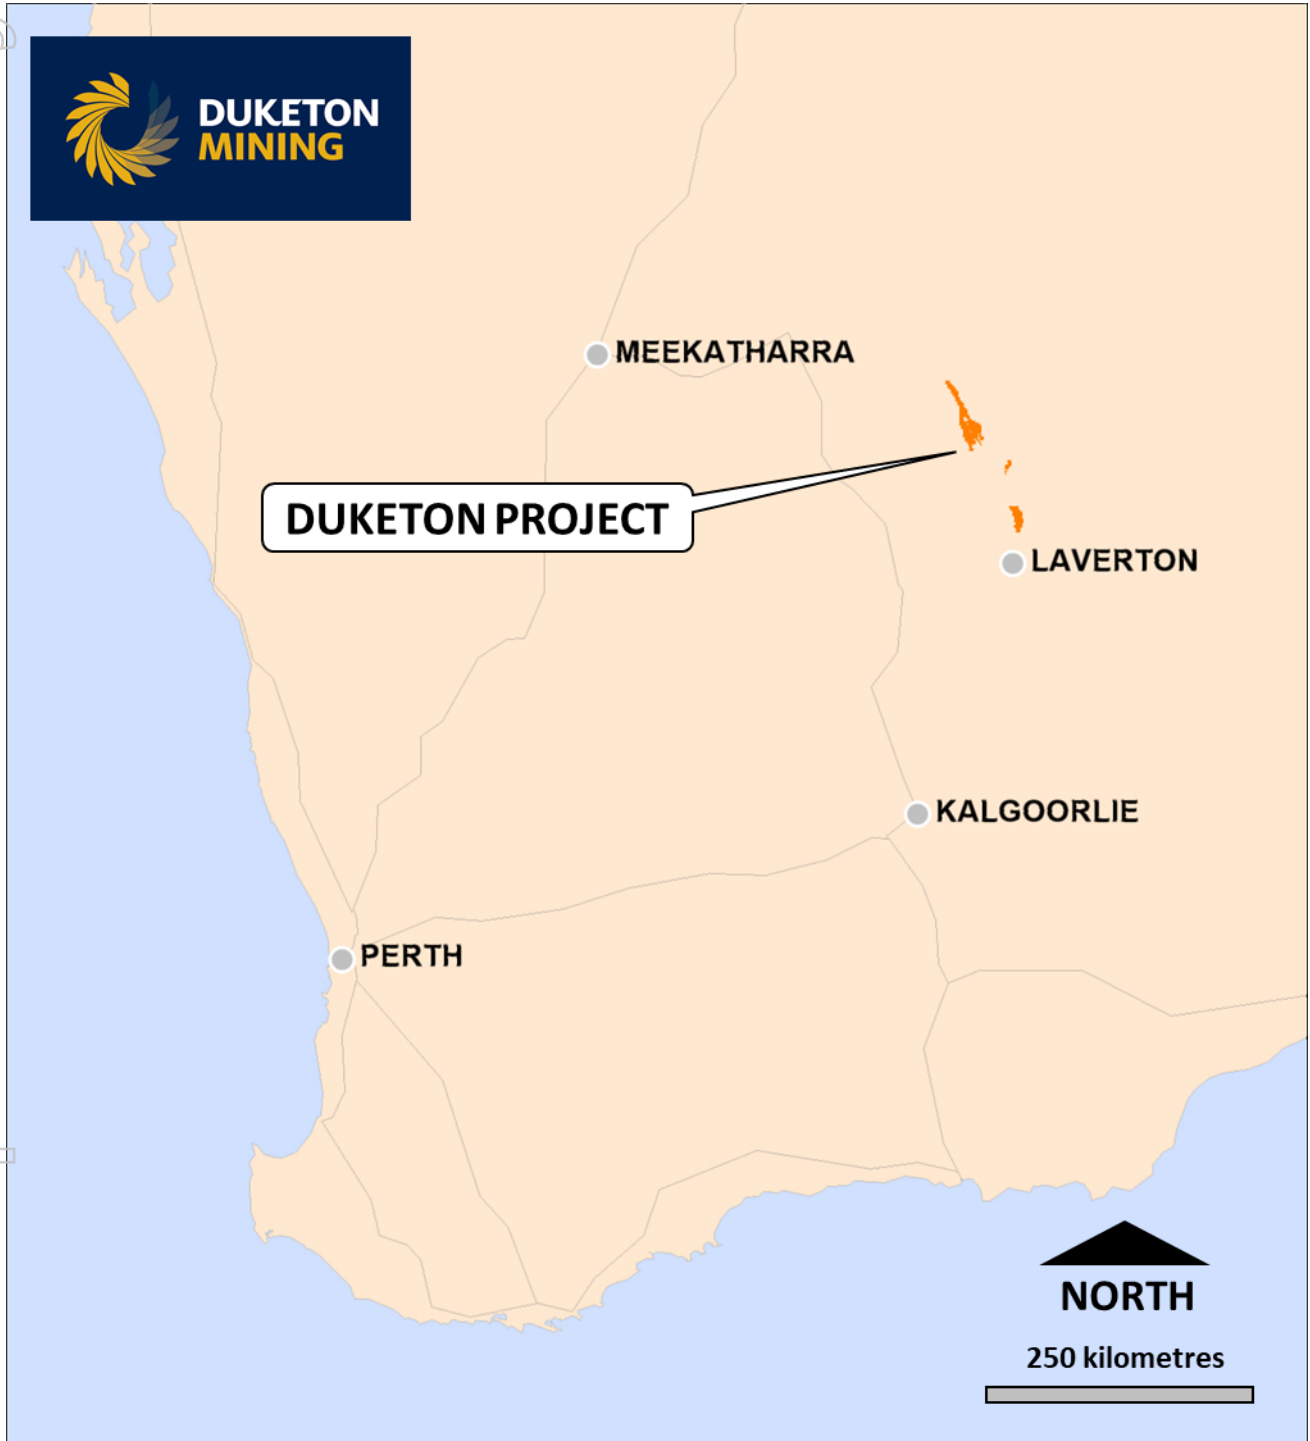 DUKETON
MINING
MEEKATHARRA
DUKETON PROJECT
LAVERTON
KALGOORLIE
PERTH
NORTH
250 kilometres